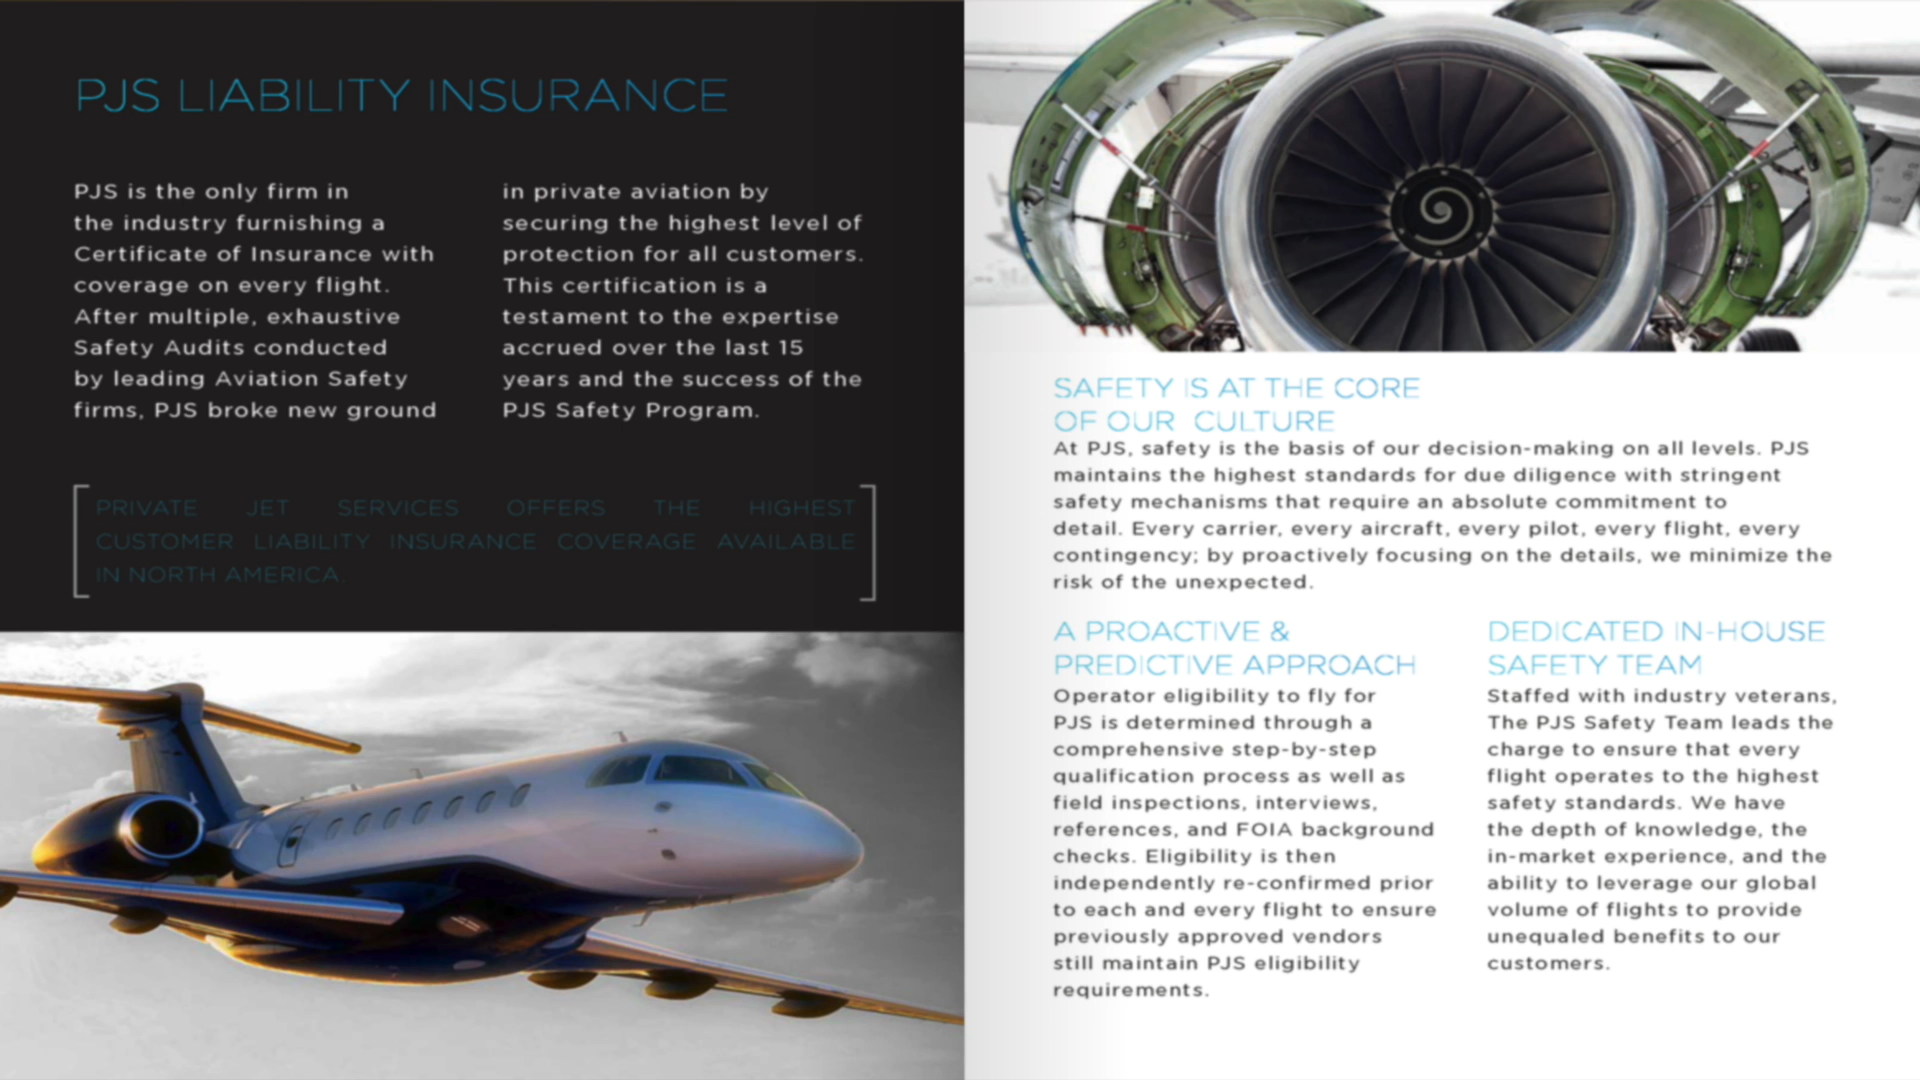 PJS LIABILITY INSURANCE
PJS is the only firm in
the industry furnishing a
Certificate of Insurance with
coverage on every flight.
After multiple, exhaustive
Safety Audits conducted
by leading Aviation Safety
firms, PJS broke new ground
in private aviation by
securing the highest level of
protection for all customers.
This certification is a
testament to the expertise
accrued over the last 15
years and the success of the
PJS Safety Program.
PRIVATE JET SERVICES OFFERS THE HIGHEST
CUSTOMER LIABILITY INSURANCE COVERAGE AVAILABLE
IN NORTH AMERICA.
SAFETY IS AT THE CORE
OF OUR CULTURE
At PJS, safety is the basis of our decision-making on all levels. PJS
maintains the highest standards for due diligence with stringent
safety mechanisms that require an absolute commitment to
detail. Every carrier, every aircraft, every pilot, every flight, every
contingency; by proactively focusing on the details, we minimize the
risk of the unexpected.
A PROACTIVE &
PREDICTIVE APPROACH
Operator eligibility to fly for
PJS is determined through a
comprehensive step-by-step
qualification process as well as
field inspections, interviews,
references, and FOIA background
checks. Eligibility is then
independently re-confirmed prior
to each and every flight to ensure
previously approved vendors
still maintain PJS eligibility
requirements.
DEDICATED IN-HOUSE
SAFETY TEAM
Staffed with industry veterans,
The PJS Safety Team leads the
charge to ensure that every
flight operates to the highest
safety standards. We have
the depth of knowledge, the
in-market experience, and the
ability to leverage our global
volume of flights to provide
unequaled benefits to our
customers.